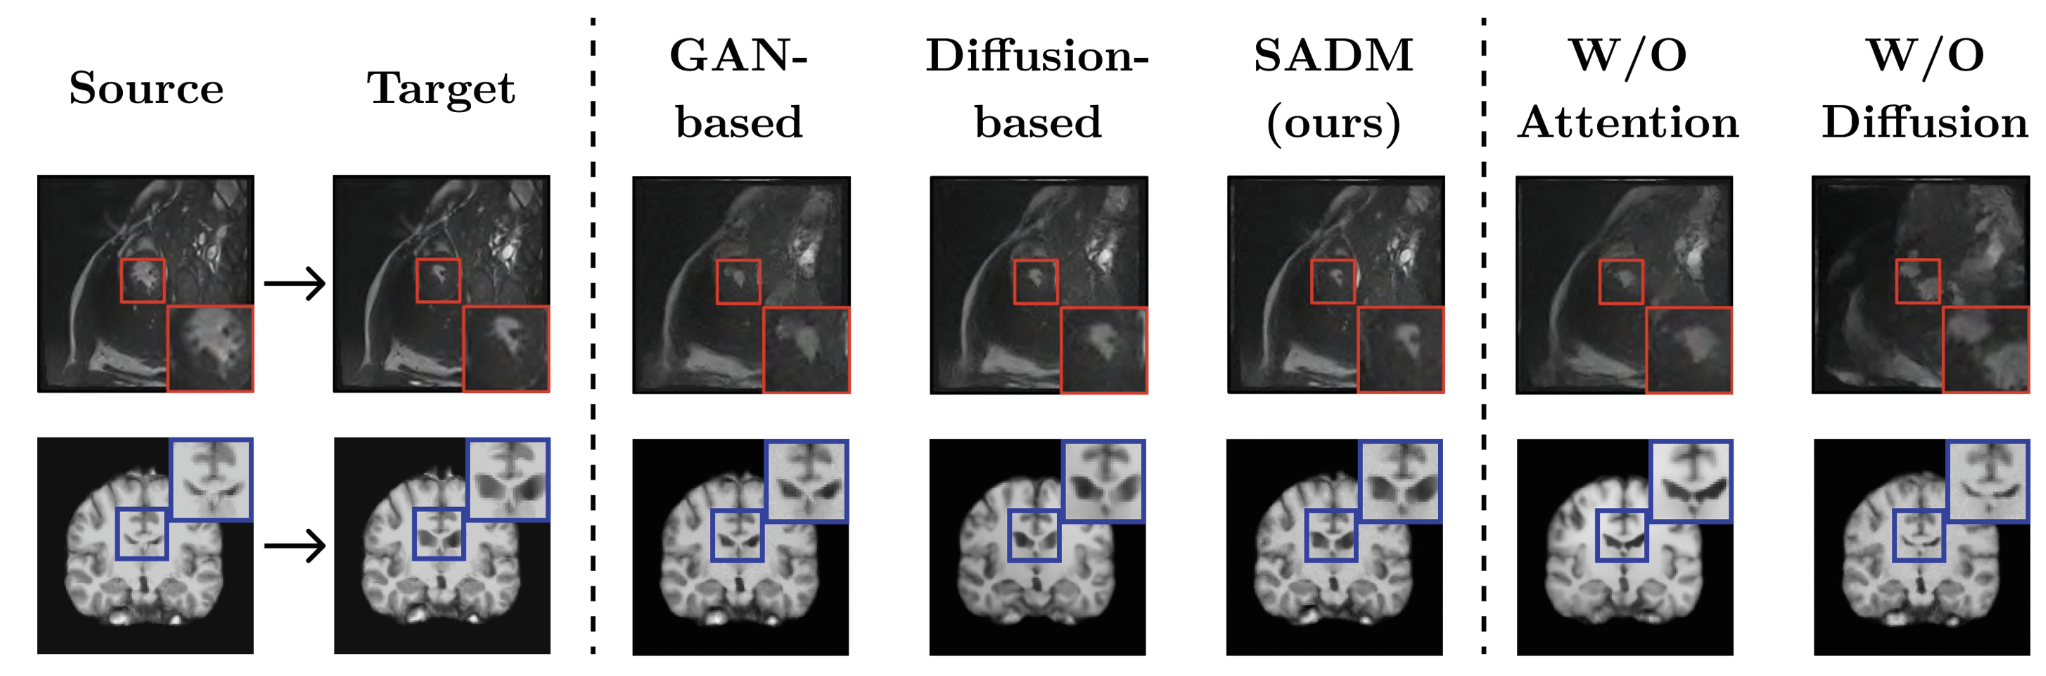 Source
Target
GAN-
based
Diffusion-
based
SADM
(ours)
W/O
Attention
W/O
Diffusion